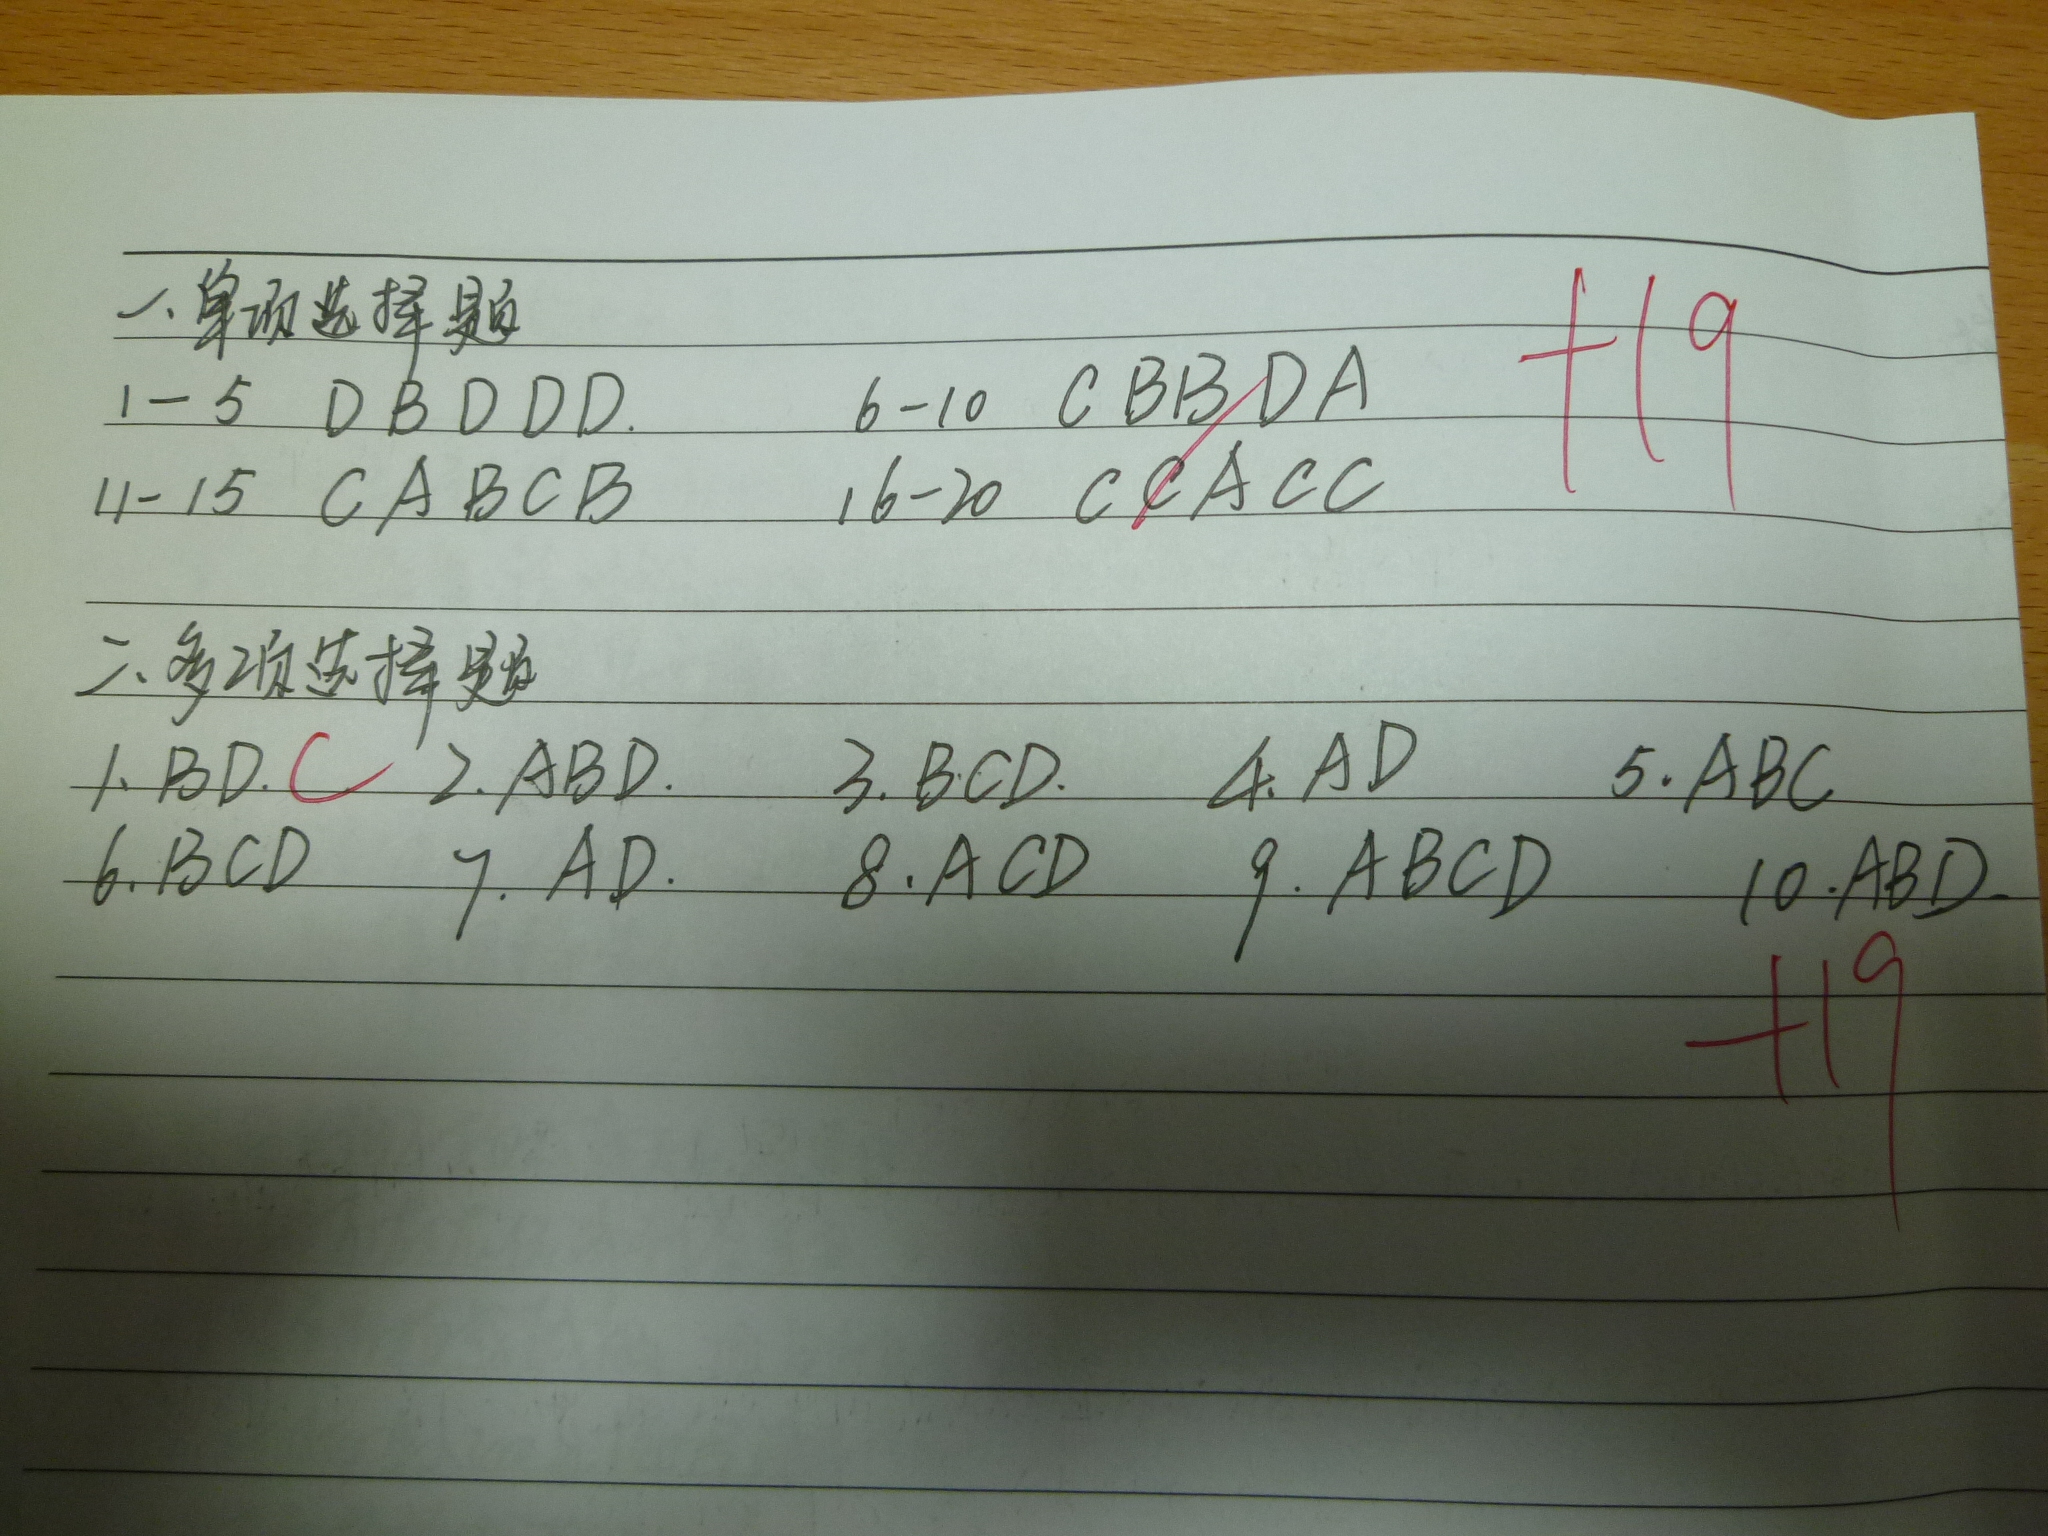 一、单项选择题
1-5 DBDDD. 6-10 CBBDA +19
11-15 CABCB 16-20 CCACC
二、多项选择题
1. BD. C 2. ABD. 3. BCD. 4. AD 5. ABC
6. BCD 7. AD. 8. ACD 9. ABCD 10. ABD.
+19